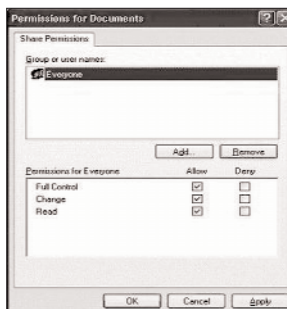 Permissions for Documents
Share Permissions
Group or user names:
Everyone
Add... Remove
Permissions for Everyone Allow Deny
Full Control
Change
Read
OK Cancel Apply